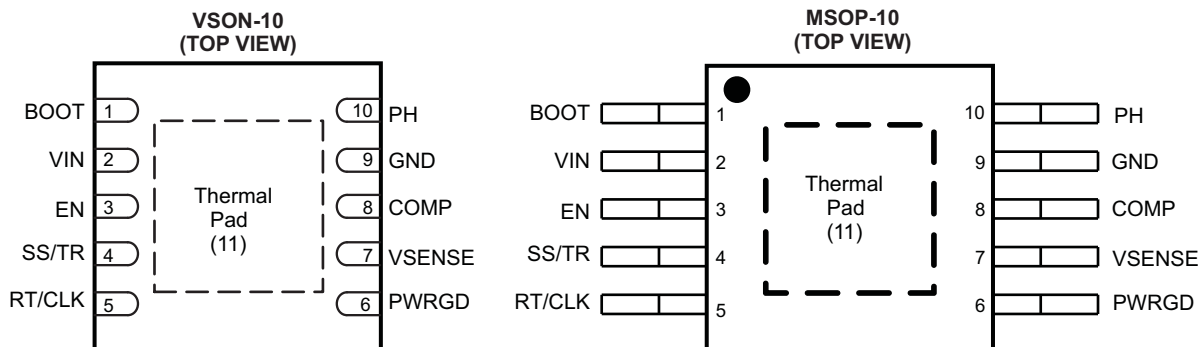 VSON-10
(TOP VIEW)
BOOT 1
VIN 2
EN 3
SS/TR 4
RT/CLK 5
Thermal
Pad
(11)
10 PH
9 GND
8 COMP
7 VSENSE
6 PWRGD
MSOP-10
(TOP VIEW)
BOOT 1
VIN 2
EN 3
SS/TR 4
RT/CLK 5
Thermal
Pad
(11)
10 PH
9 GND
8 COMP
7 VSENSE
6 PWRGD